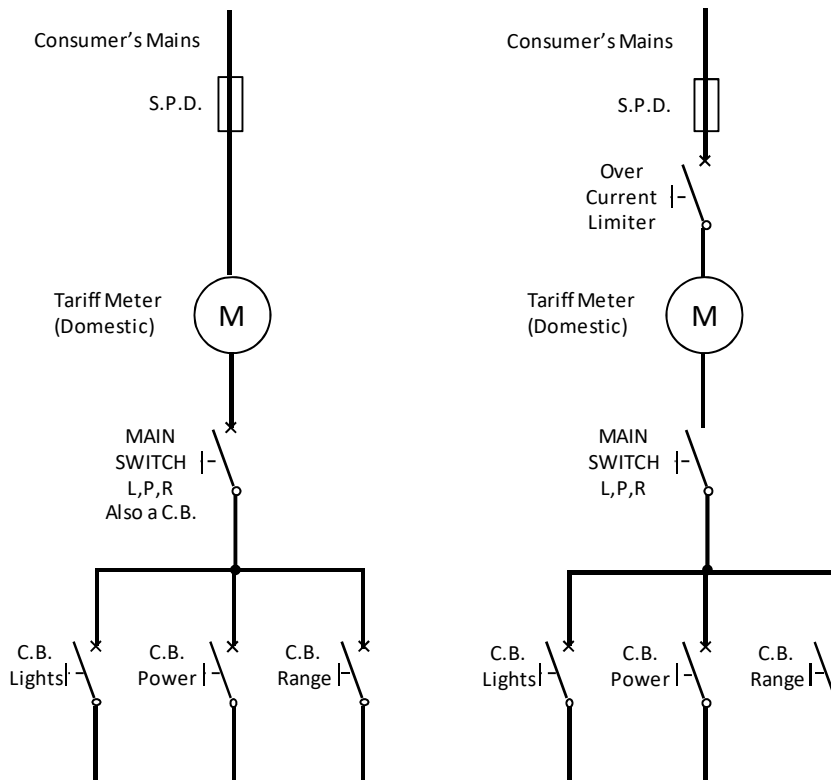 Consumer's Mains
S.P.D.
Tariff Meter
(Domestic)
M
MAIN
SWITCH
L,P,R
Also a C.B.
C.B.
Lights
C.B.
Power
C.B.
Range
Consumer's Mains
S.P.D.
Over
Current
Limiter
Tariff Meter
(Domestic)
M
MAIN
SWITCH
L,P,R
C.B.
Lights
C.B.
Power
C.B.
Range